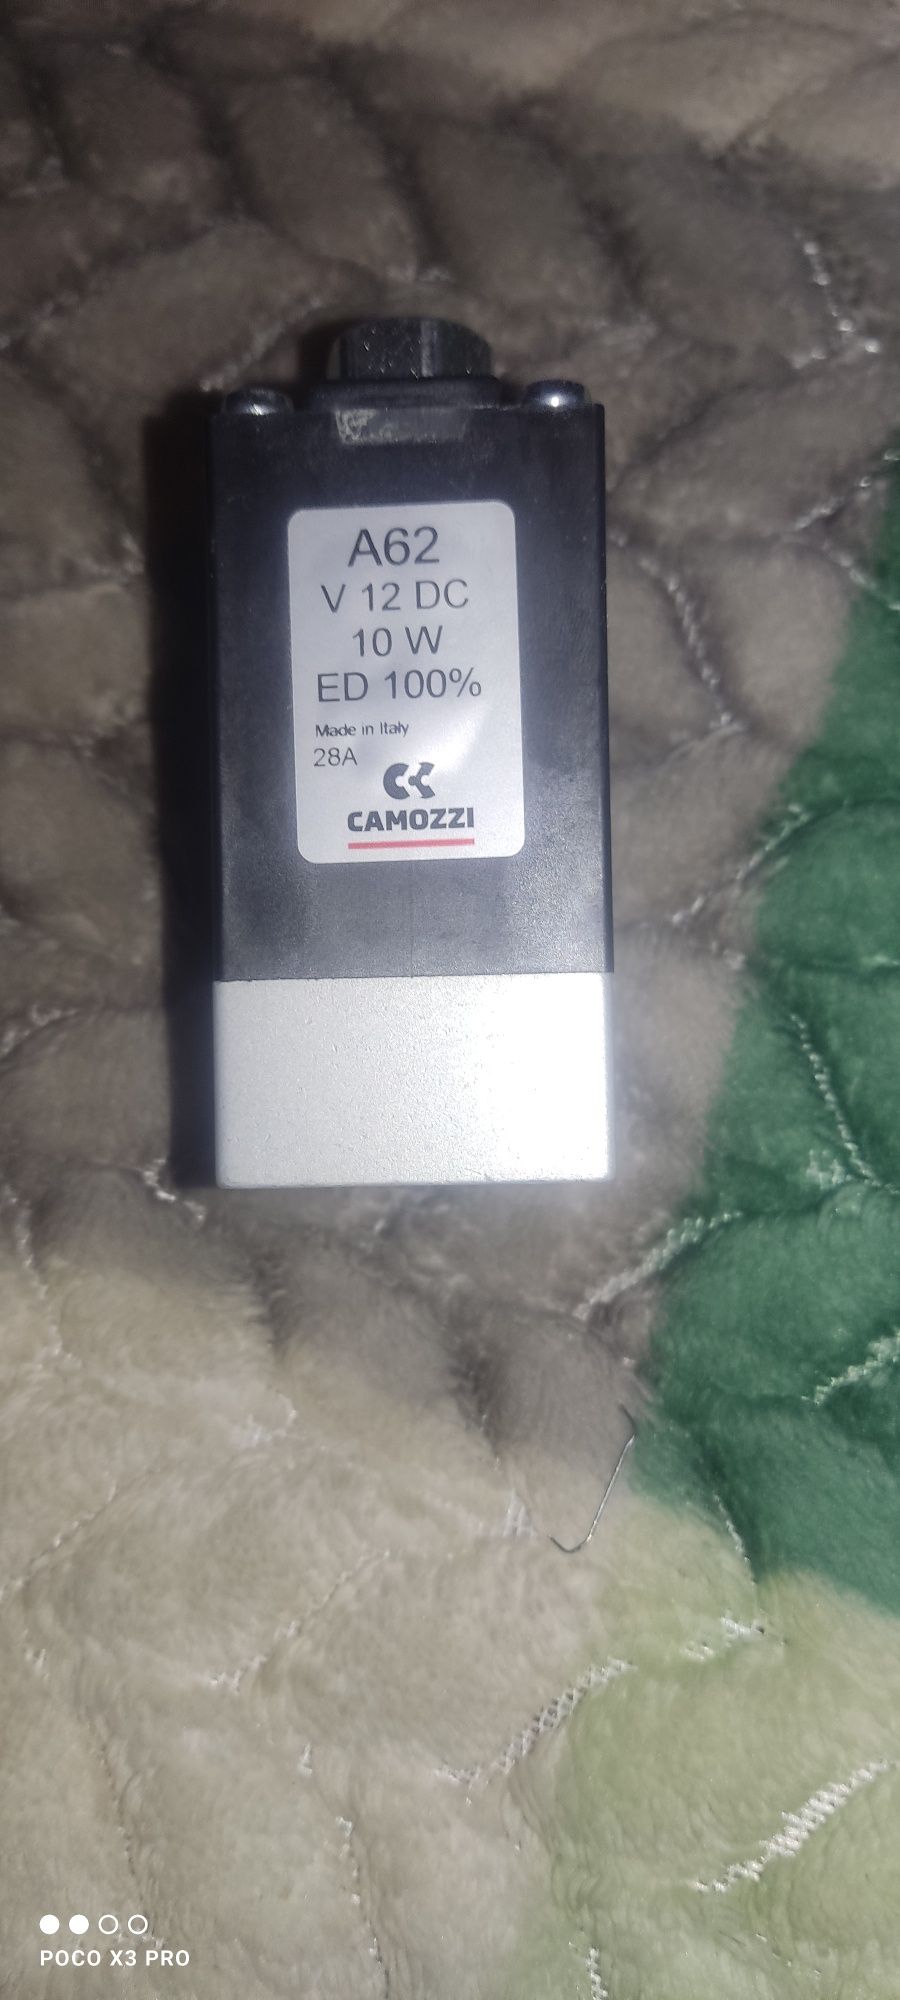 A62
V 12 DC
10 W
ED 100%
Made in Italy
28A
CAMOZZI
POCO X3 PRO